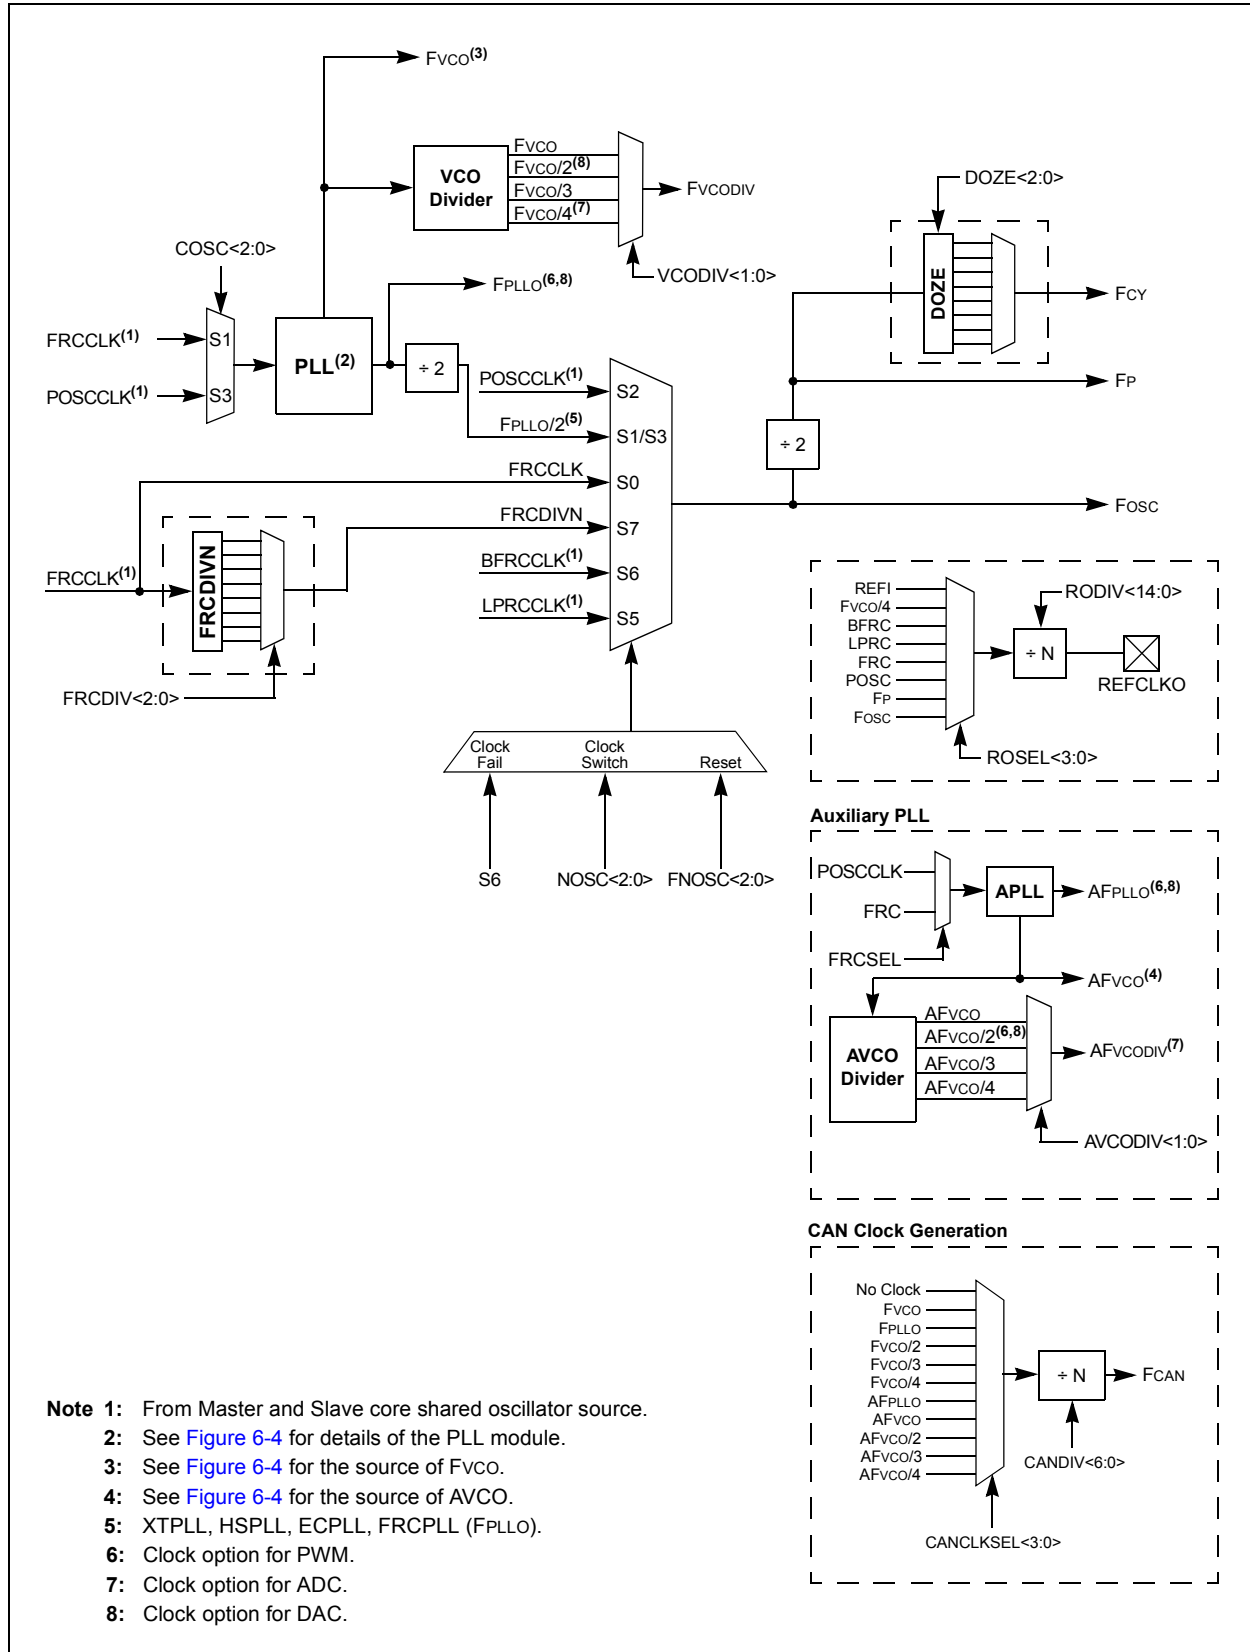 FVCO(3)
VCO
Divider
FVCO
FVCO/2(8)
FVCO/3
FVCO/4(7)
FVCODIV
VCODIV<1:0>
DOZE<2:0>
DOZE
FCY
COSC<2:0>
FPLLO(6,8)
FRCCLK(1)
S1
POSCCLK(1)
S3
PLL(2)
÷ 2
POSCCLK(1)
S2
FPLLO/2(5)
S1/S3
FRCCLK
S0
FRCDIVN
S7
BFRCCLK(1)
S6
LPRCCLK(1)
S5
FP
÷ 2
FOSC
FRCCLK(1)
FRCDIVN
FRCDIV<2:0>
Clock
Fail
Clock
Switch
Reset
S6
NOSC<2:0>
FNOSC<2:0>
REFI
FVCO/4
BFRC
LPRC
FRC
POSC
FP
FOSC
RODIV<14:0>
÷ N
REFCLKO
ROSEL<3:0>
Auxiliary PLL
POSCCLK
FRC
FRCSEL
APLL
AFPLLO(6,8)
AFVCO(4)
AVCO
Divider
AFVCO
AFVCO/2(6,8)
AFVCO/3
AFVCO/4
AFVCODIV(7)
AVCODIV<1:0>
CAN Clock Generation
No Clock
FVCO
FPLLO
FVCO/2
FVCO/3
FVCO/4
AFPLLO
AFVCO
AFVCO/2
AFVCO/3
AFVCO/4
÷ N
FCAN
CANDIV<6:0>
CANCLKSEL<3:0>
Note 1: From Master and Slave core shared oscillator source.
2: See Figure 6-4 for details of the PLL module.
3: See Figure 6-4 for the source of FVCO.
4: See Figure 6-4 for the source of AVCO.
5: XTPLL, HSPLL, ECPLL, FRCPLL (FPLLO).
6: Clock option for PWM.
7: Clock option for ADC.
8: Clock option for DAC.